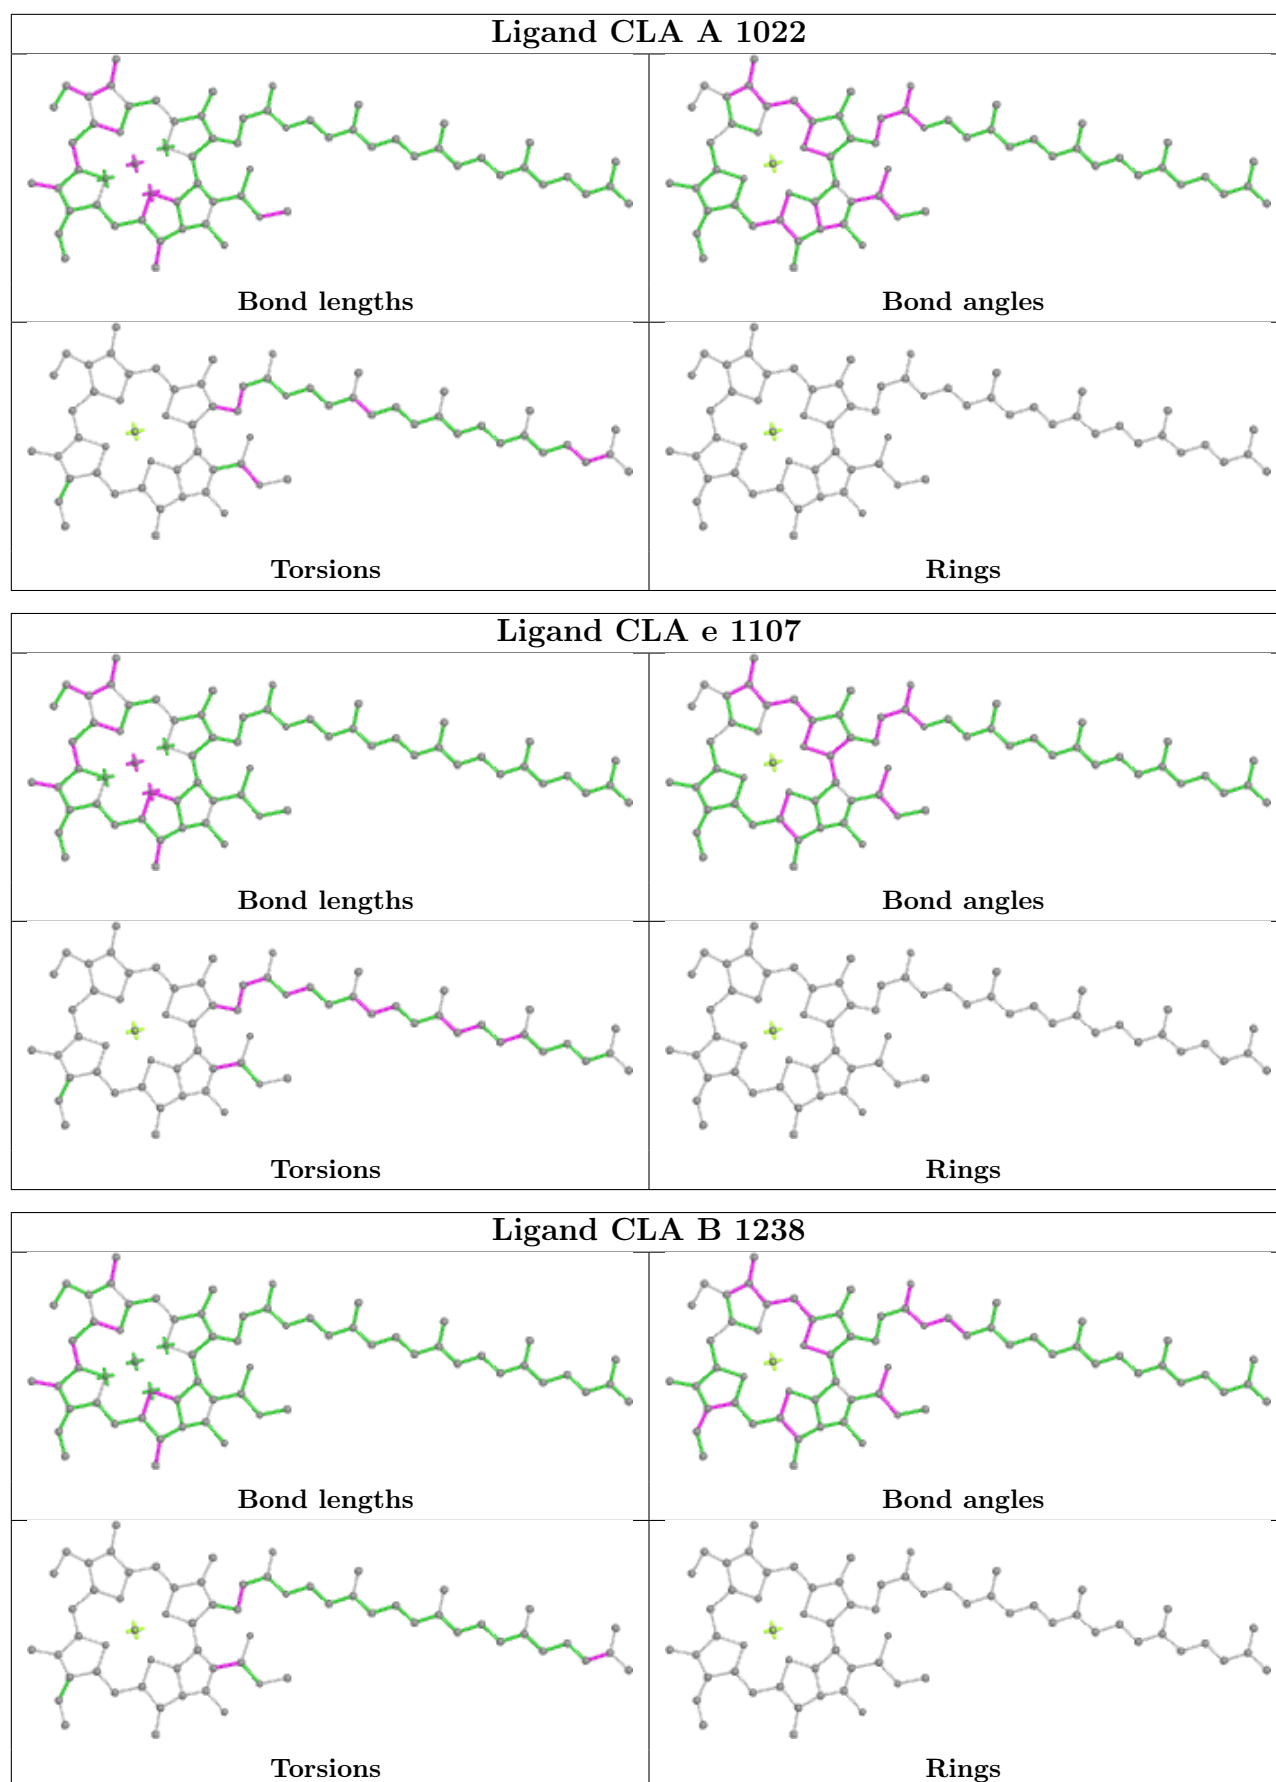 Ligand CLA A 1022
Bond lengths
Bond angles
Torsions
Rings
Ligand CLA e 1107
Bond lengths
Bond angles
Torsions
Rings
Ligand CLA B 1238
Bond lengths
Bond angles
Torsions
Rings